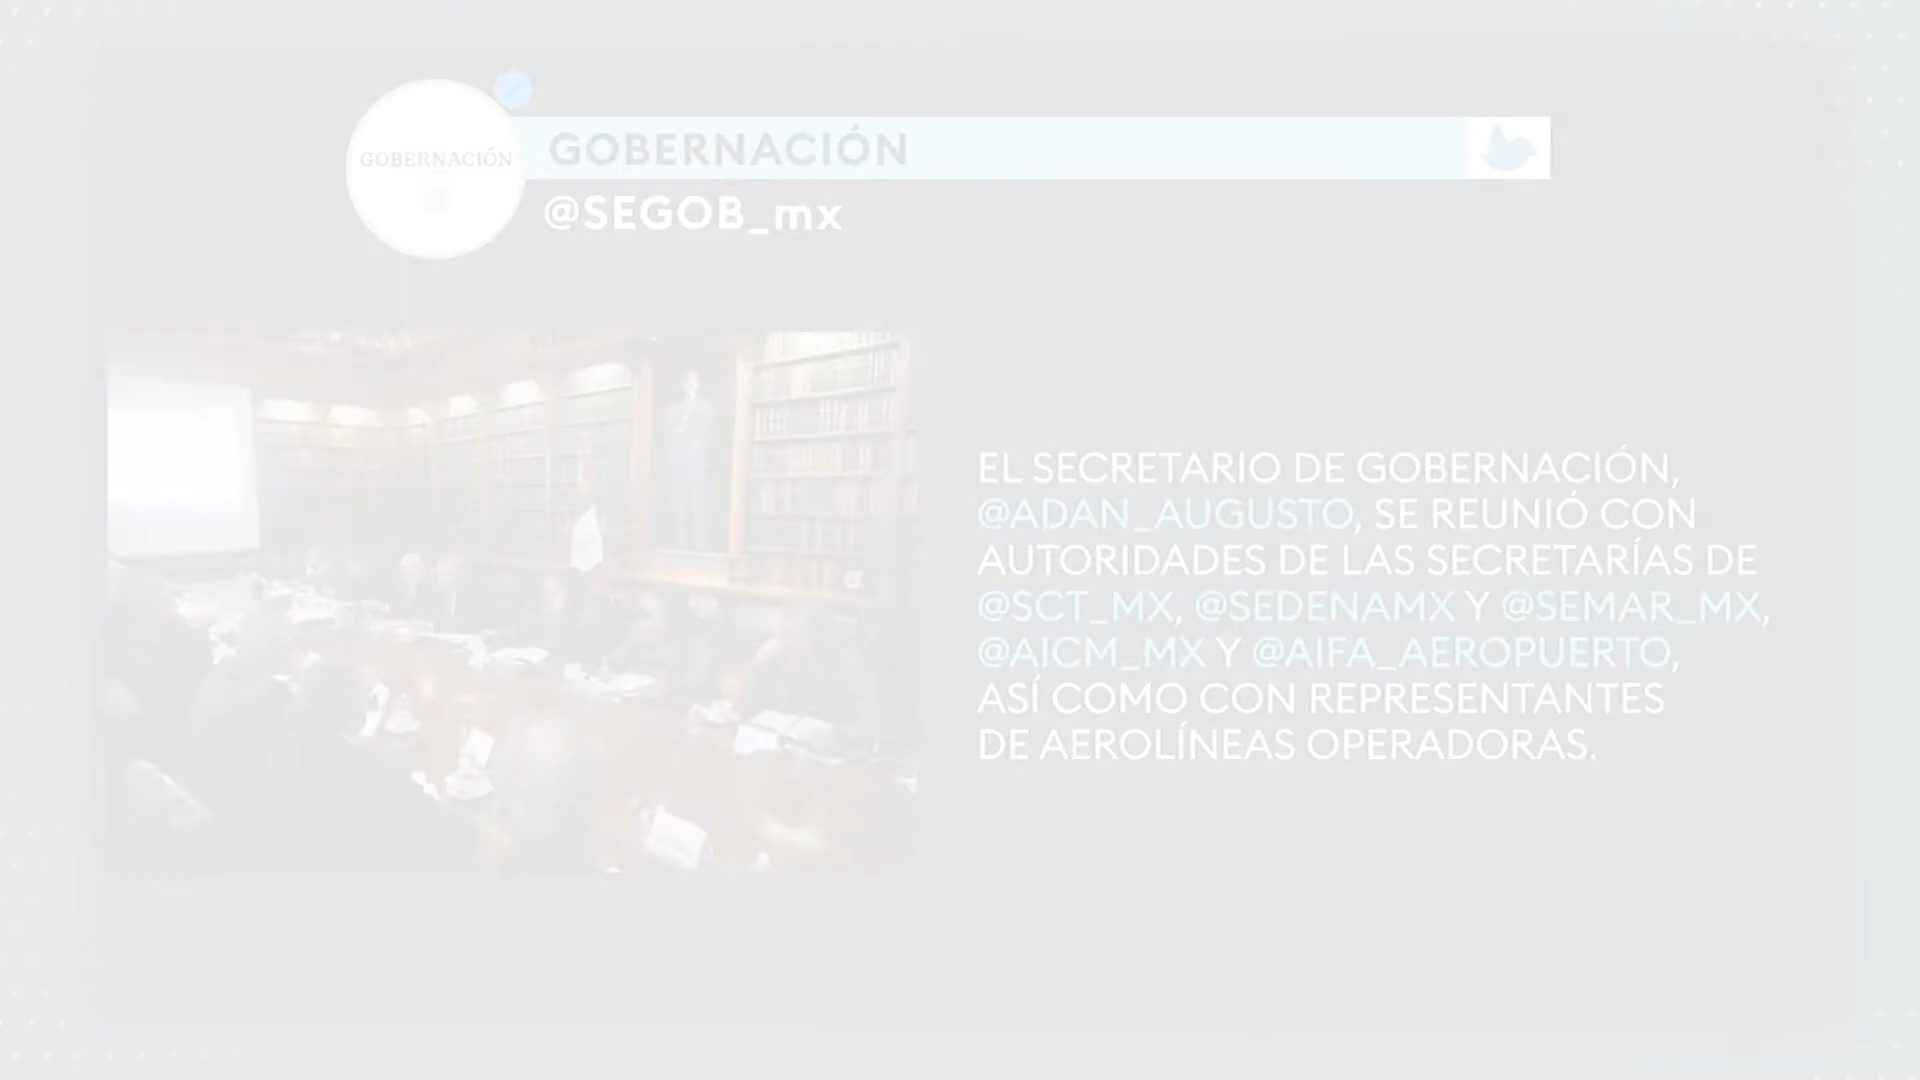 GOBERNACIÓN
GOBERNACIÓN
@SEGOB_mx
EL SECRETARIO DE GOBERNACIÓN,
@ADAN_AUGUSTO, SE REUNIÓ CON
AUTORIDADES DE LAS SECRETARÍAS DE
@SCT_MX, @SEDENAMX Y @SEMAR_MX,
@AICM_MX Y @AIFA_AEROPUERTO,
ASÍ COMO CON REPRESENTANTES
DE AEROLÍNEAS OPERADORAS.